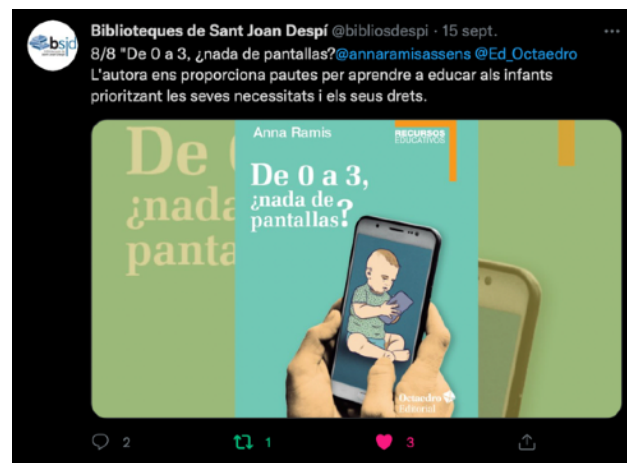 Biblioteques de Sant Joan Despí @bibliosdespi · 15 sept.
bsjd
8/8 "De 0 a 3, ¿nada de pantallas?@annaramisassens @Ed_Octaedro
L'autora ens proporciona pautes per aprendre a educar als infants
prioritzant les seves necessitats i els seus drets.
De
¿nada
panta
Anna Ramis
RECURSOS
EDUCATIVOS
De 0 a 3,
¿nada de
pantallas?
Octaedro
Editorial
2 1 3